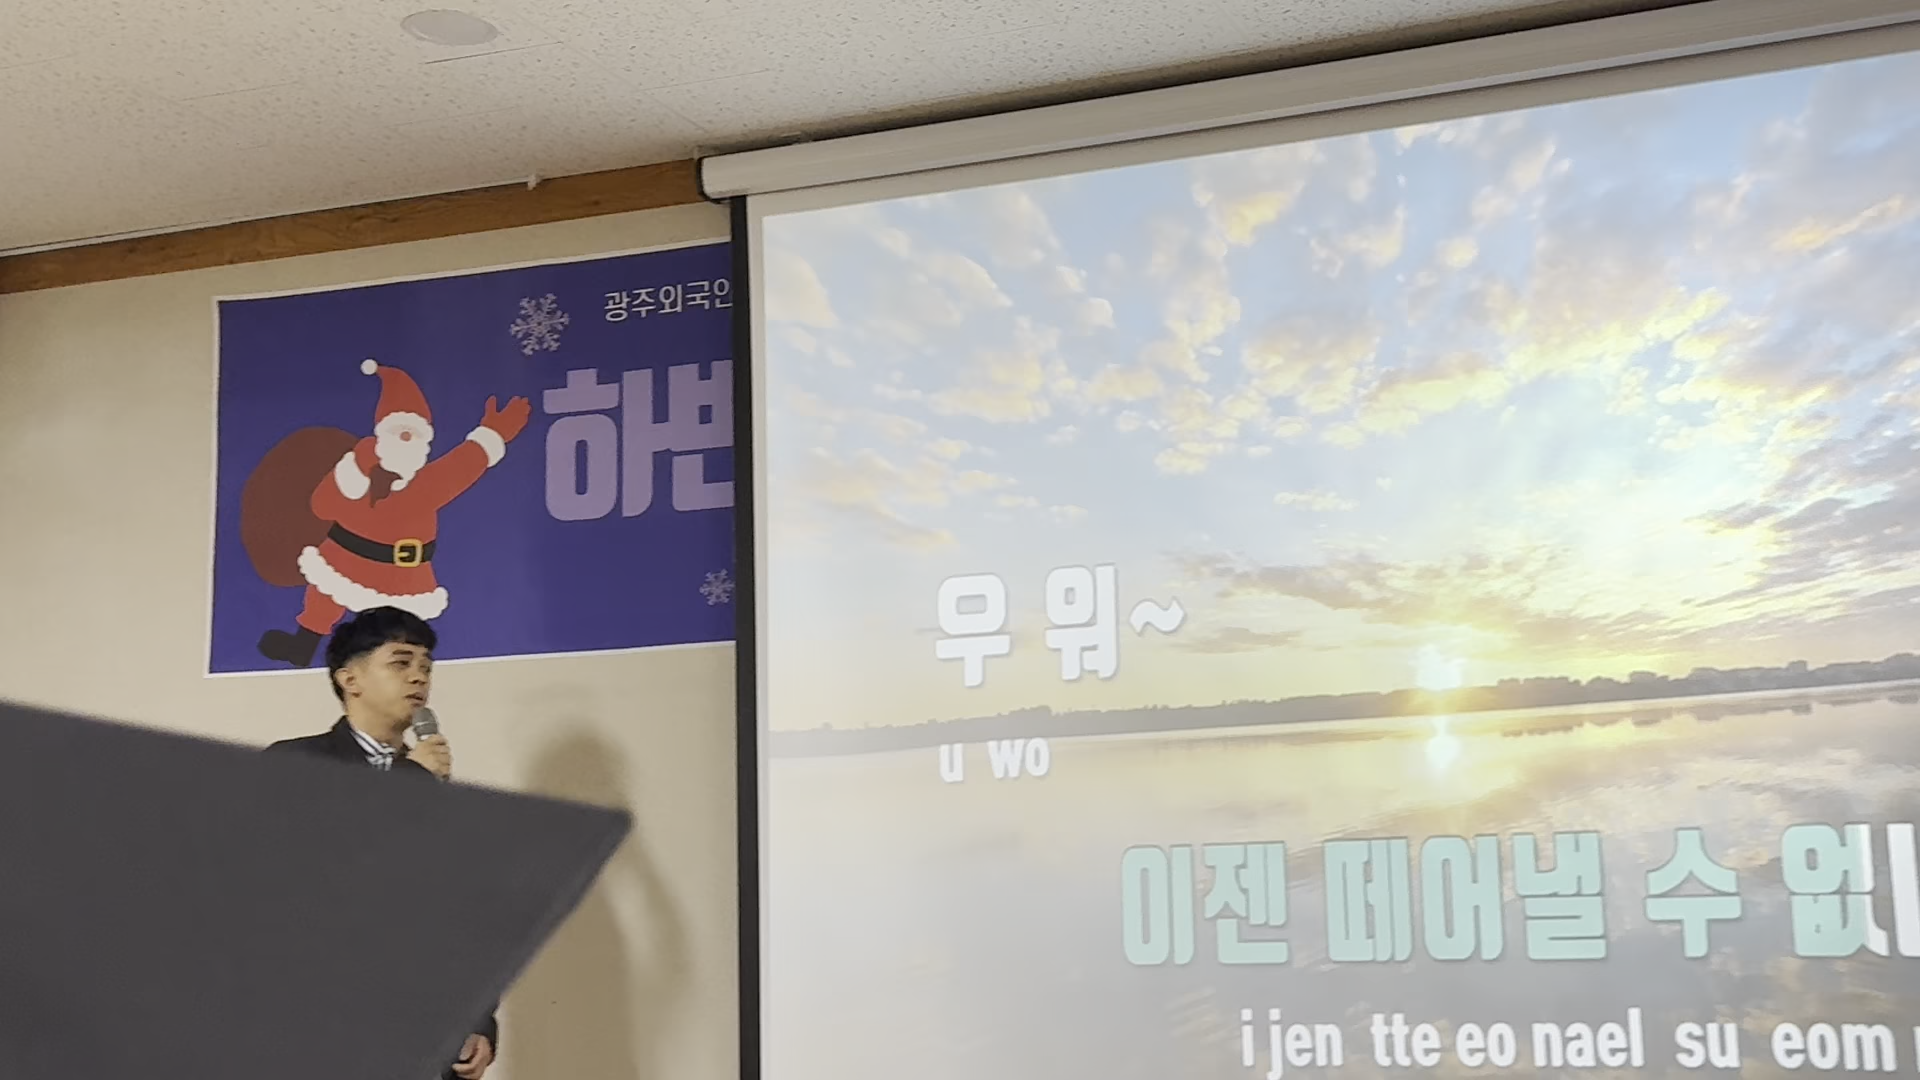 광주외국인
하반
우 워~
u wo
이젠 떼어낼 수 없
i jen tte eo nael su eom